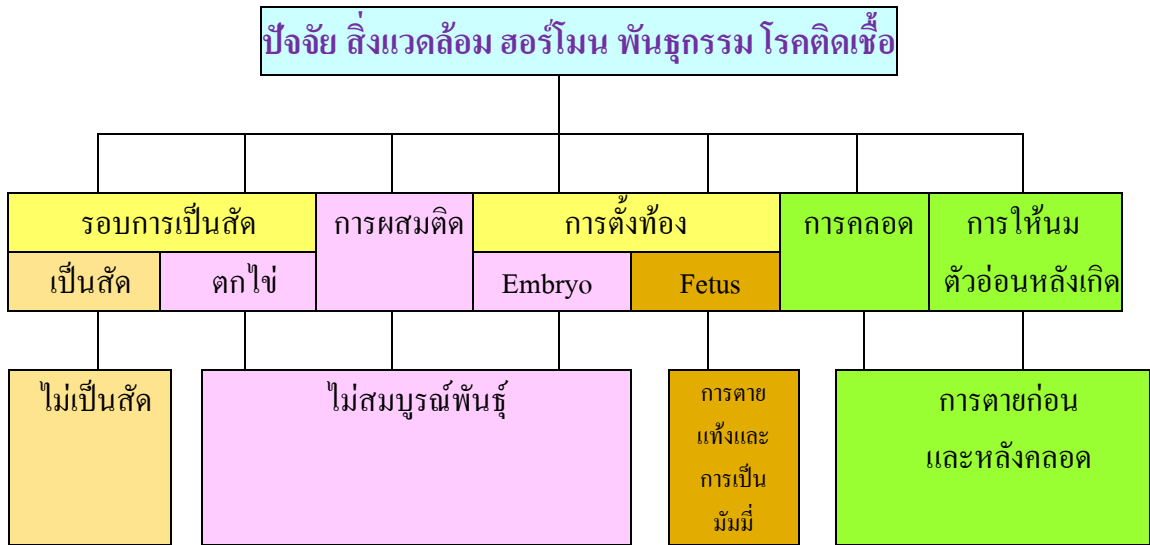 ปัจจัย สิ่งแวดล้อม ฮอร์โมน พันธุกรรม โรคติดเชื้อ
รอบการเป็นสัด
การผสมติด
การตั้งท้อง
การคลอด
การให้นม
เป็นสัด
ตกไข่
Embryo
Fetus
ตัวอ่อนหลังเกิด
ไม่เป็นสัด
ไม่สมบูรณ์พันธุ์
การตาย
แท้งและ
การเป็น
มัมมี่
การตายก่อน
และหลังคลอด